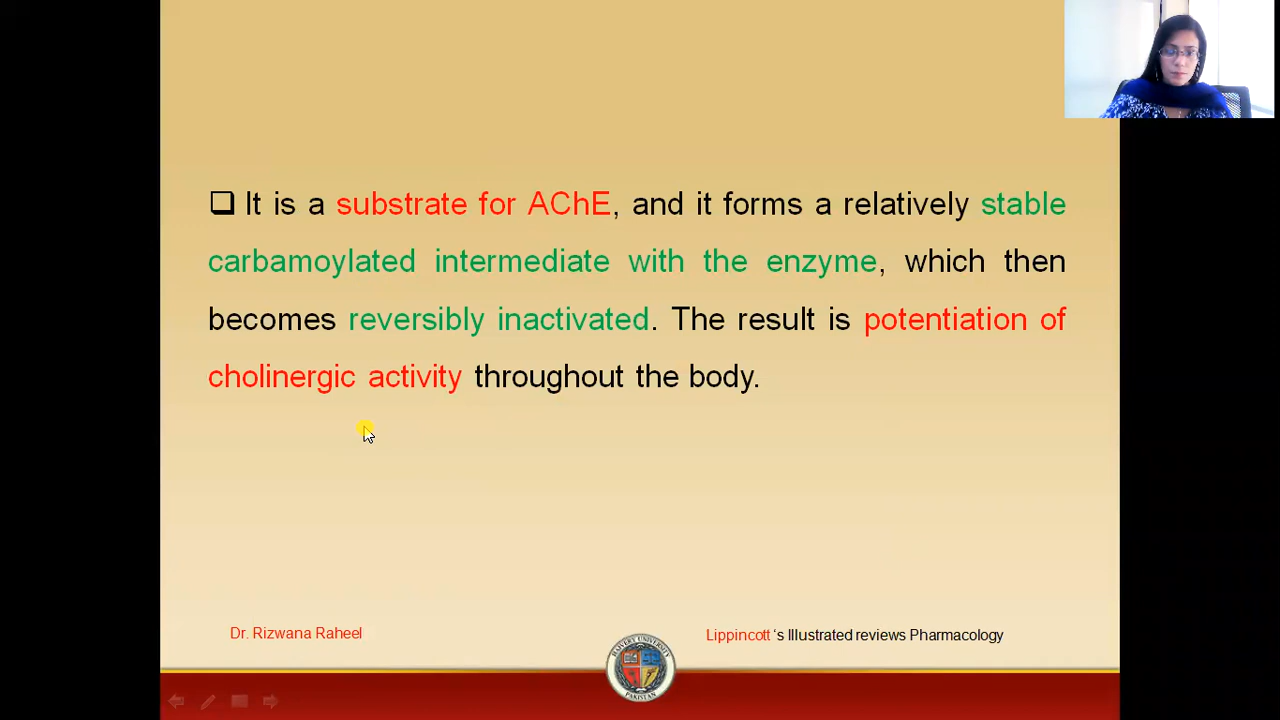 ❑ It is a substrate for AChE, and it forms a relatively stable
carbamoylated intermediate with the enzyme, which then
becomes reversibly inactivated. The result is potentiation of
cholinergic activity throughout the body.
Dr. Rizwana Raheel
Lippincott 's Illustrated reviews Pharmacology
PAKISTAN